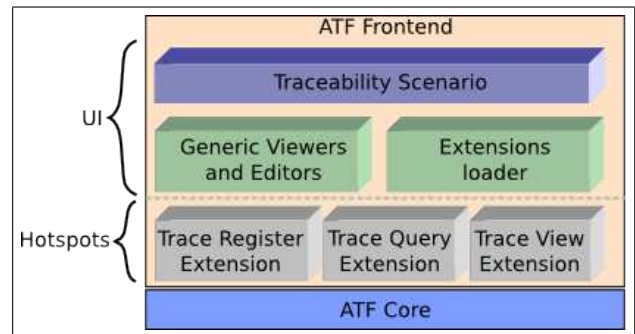 ATF Frontend
Traceability Scenario
UI
Generic Viewers
and Editors
Extensions
loader
Hotspots
Trace Register
Extension
Trace Query
Extension
Trace View
Extension
ATF Core